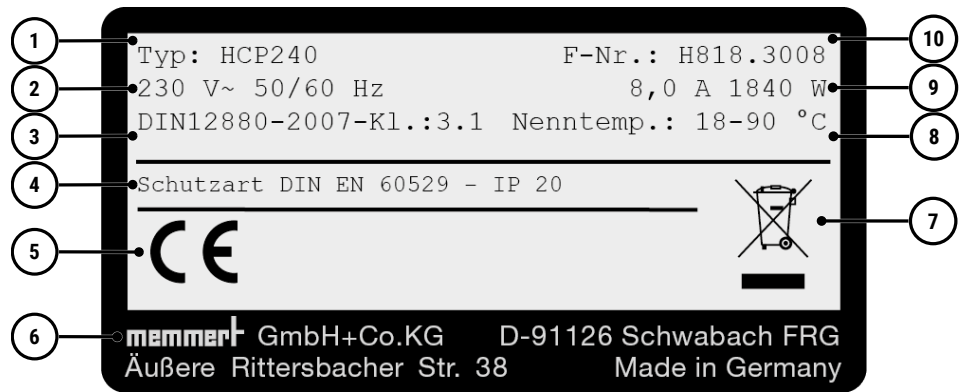 1 Typ: HCP240 F-Nr.: H818.3008 10
2 230 V~ 50/60 Hz 8,0 A 1840 W 9
3 DIN12880-2007-Kl.:3.1 Nenntemp.: 18-90 °C 8
4 Schutzart DIN EN 60529 – IP 20
7
5 CE
6 memmert GmbH+Co.KG D-91126 Schwabach FRG
Äußere Rittersbacher Str. 38 Made in Germany